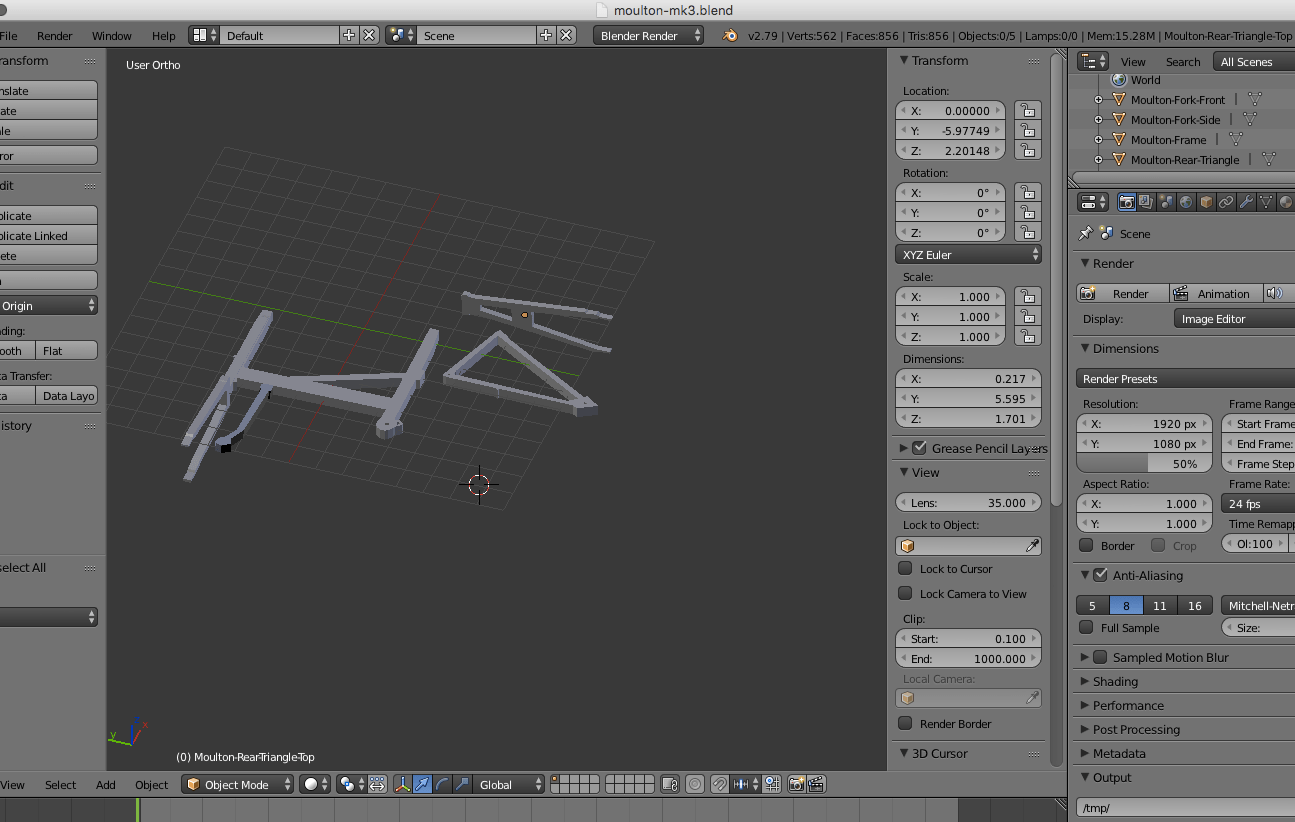 moulton-mk3.blend
File Render Window Help Default Scene Blender Render v2.79 | Verts:562 | Faces:856 | Tris:856 | Objects:0/5 | Lamps:0/0 | Mem:15.28M | Moulton-Rear-Triangle-Top
ransform
nslate
ate
le
ror
dit
plicate
plicate Linked
ete
Origin
ding:
ooth Flat
ta Transfer:
ta Data Layo
istory
select All
User Ortho
(0) Moulton-Rear-Triangle-Top
y
x
Transform
Location:
X: 0.00000
Y: -5.97749
Z: 2.20148
Rotation:
X: 0°
Y: 0°
Z: 0°
XYZ Euler
Scale:
X: 1.000
Y: 1.000
Z: 1.000
Dimensions:
X: 0.217
Y: 5.595
Z: 1.701
Grease Pencil Layers
View
Lens: 35.000
Lock to Object:
Lock to Cursor
Lock Camera to View
Clip:
Start: 0.100
End: 1000.000
Local Camera:
Render Border
3D Cursor
View Search All Scenes
World
Moulton-Fork-Front
Moulton-Fork-Side
Moulton-Frame
Moulton-Rear-Triangle
Scene
Render
Render Animation
Display: Image Editor
Dimensions
Render Presets
Resolution: Frame Range
X: 1920 px Start Frame
Y: 1080 px End Frame:
50% Frame Step
Aspect Ratio: Frame Rate:
X: 1.000 24 fps
Y: 1.000 Time Remapp
Border Crop Ol:100
Anti-Aliasing
5 8 11 16 Mitchell-Netr
Full Sample Size:
Sampled Motion Blur
Shading
Performance
Post Processing
Metadata
Output
/tmp/
View Select Add Object Object Mode Global